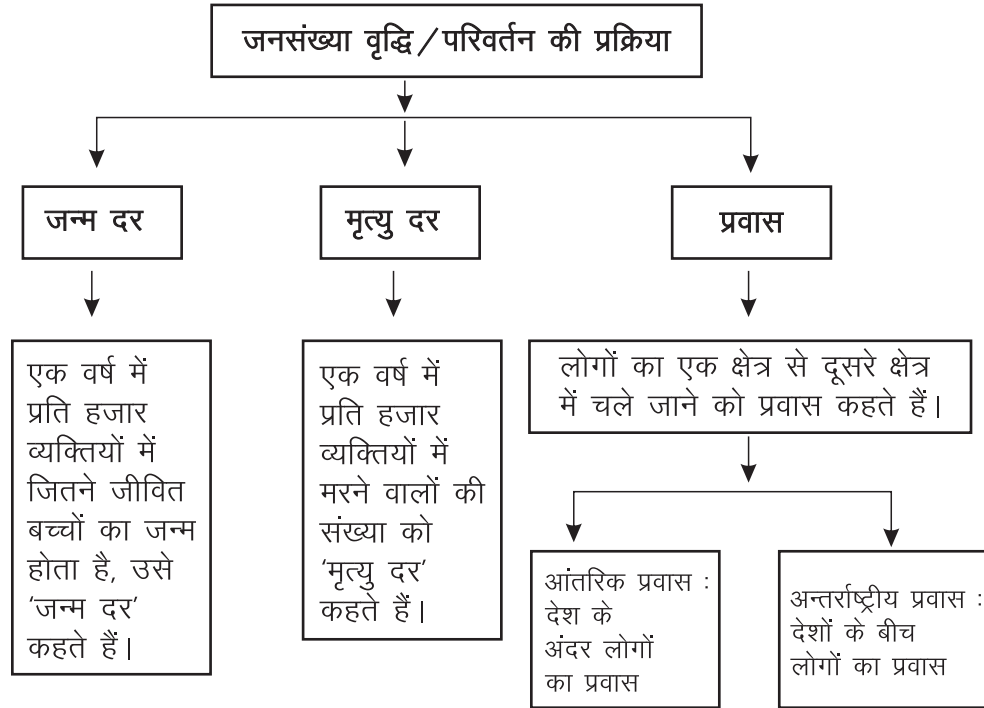 जनसंख्या वृद्धि/परिवर्तन की प्रक्रिया
जन्म दर
मृत्यु दर
प्रवास
एक वर्ष में
प्रति हजार
व्यक्तियों में
जितने जीवित
बच्चों का जन्म
होता है, उसे
'जन्म दर'
कहते हैं।
एक वर्ष में
प्रति हजार
व्यक्तियों में
मरने वालों की
संख्या को
'मृत्यु दर'
कहते हैं।
लोगों का एक क्षेत्र से दूसरे क्षेत्र
में चले जाने को प्रवास कहते हैं।
आंतरिक प्रवास :
देश के
अंदर लोगों
का प्रवास
अन्तर्राष्ट्रीय प्रवास :
देशों के बीच
लोगों का प्रवास